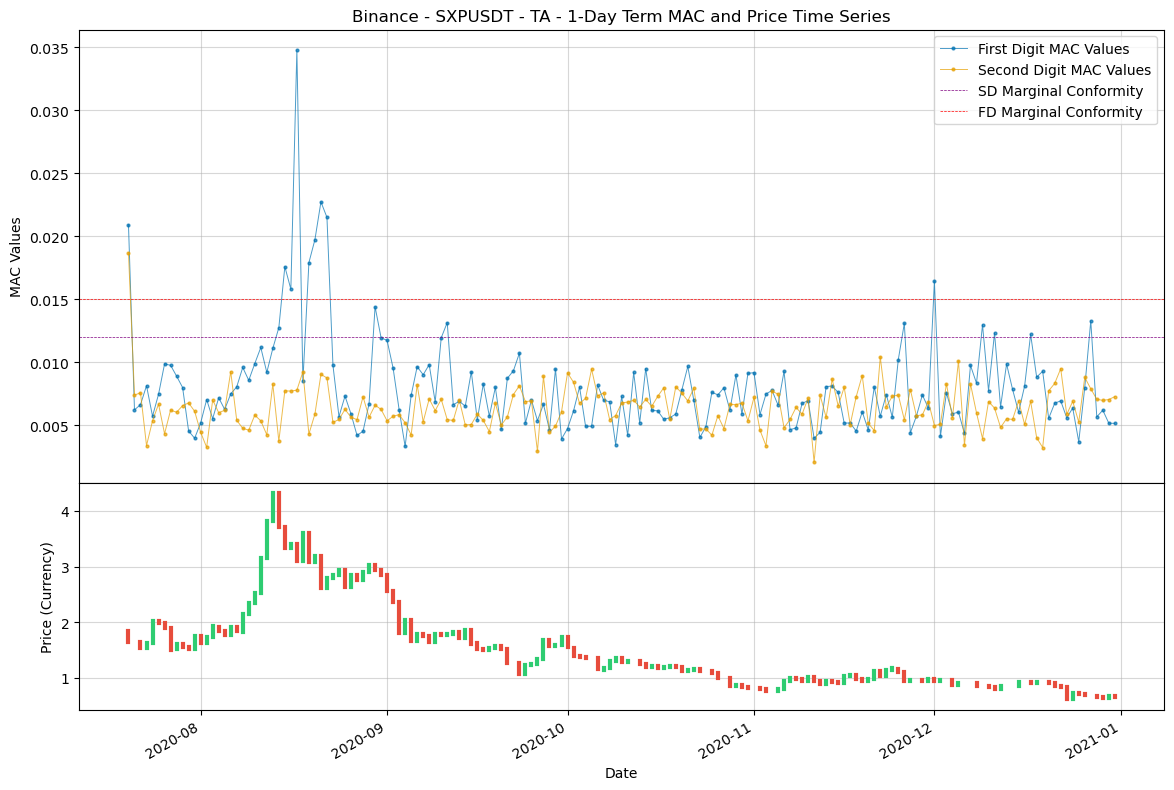 Binance - SXPUSDT - TA - 1-Day Term MAC and Price Time Series
First Digit MAC Values
Second Digit MAC Values
SD Marginal Conformity
FD Marginal Conformity
MAC Values
0.035
0.030
0.025
0.020
0.015
0.010
0.005
Price (Currency)
4
3
2
1
2020-08
2020-09
2020-10
2020-11
2020-12
2021-01
Date